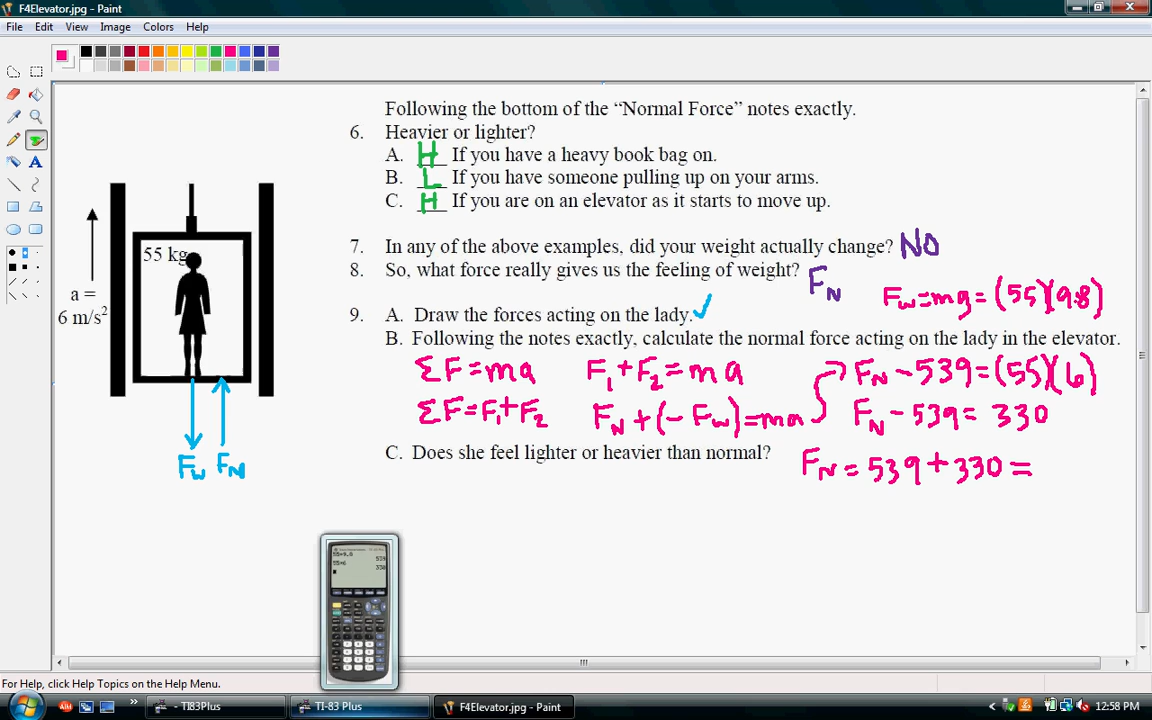 F4Elevator.jpg - Paint
File Edit View Image Colors Help
Following the bottom of the “Normal Force” notes exactly.
6. Heavier or lighter?
A. H If you have a heavy book bag on.
B. L If you have someone pulling up on your arms.
C. H If you are on an elevator as it starts to move up.
7. In any of the above examples, did your weight actually change? NO
8. So, what force really gives us the feeling of weight? FN
FW=mg=(55)(9.8)
9. A. Draw the forces acting on the lady. ✓
B. Following the notes exactly, calculate the normal force acting on the lady in the elevator.
ΣF=ma F1+F2=ma FN-539=(55)(6)
ΣF=F1+F2 FN+(-FW)=ma FN-539=330
C. Does she feel lighter or heavier than normal? FN=539+330=
55 kg
a =
6 m/s²
FW FN
55*9.8
539
55*6
330
For Help, click Help Topics on the Help Menu.
- TI83Plus TI-83 Plus F4Elevator.jpg - Paint 12:58 PM